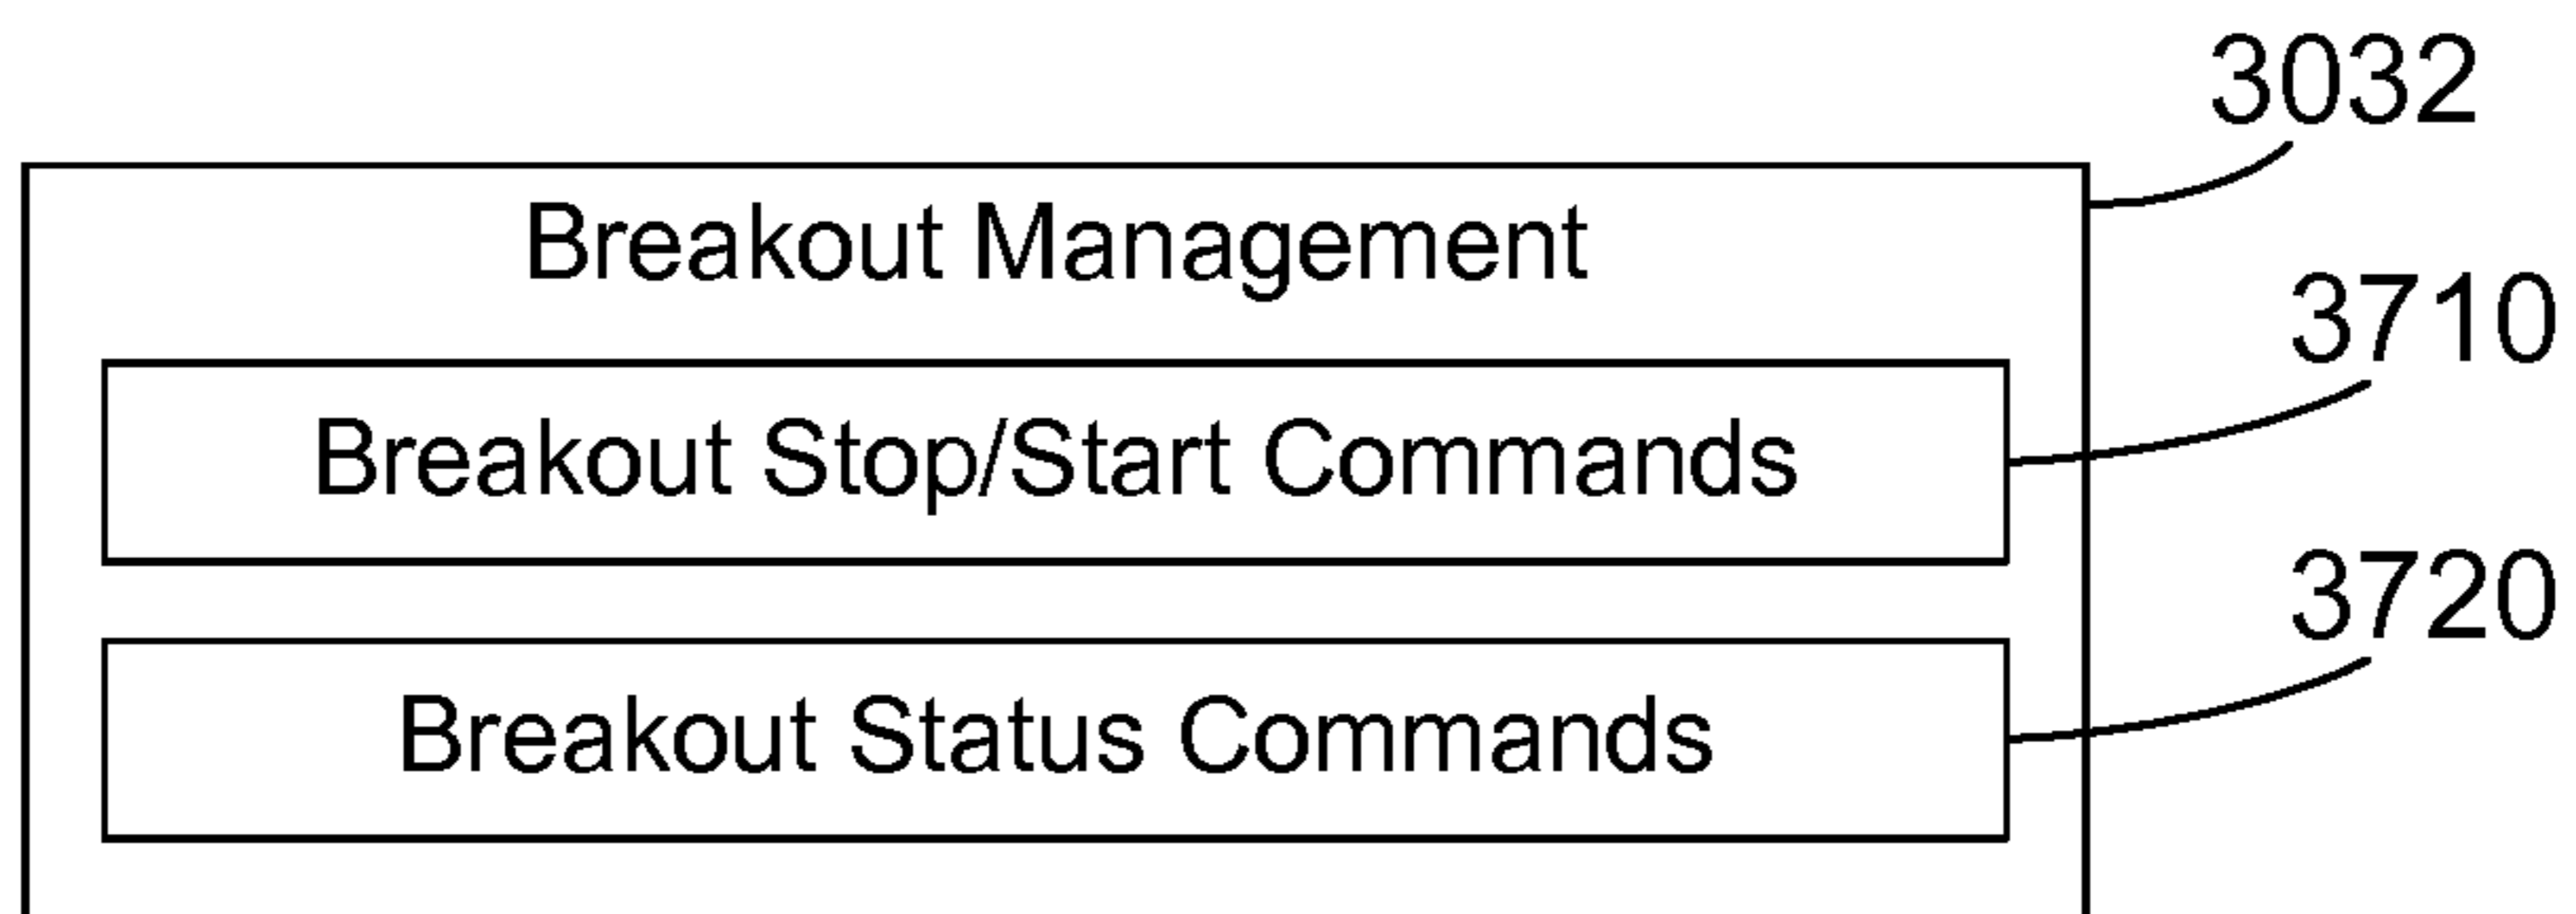 3032
Breakout Management
3710
Breakout Stop/Start Commands
3720
Breakout Status Commands